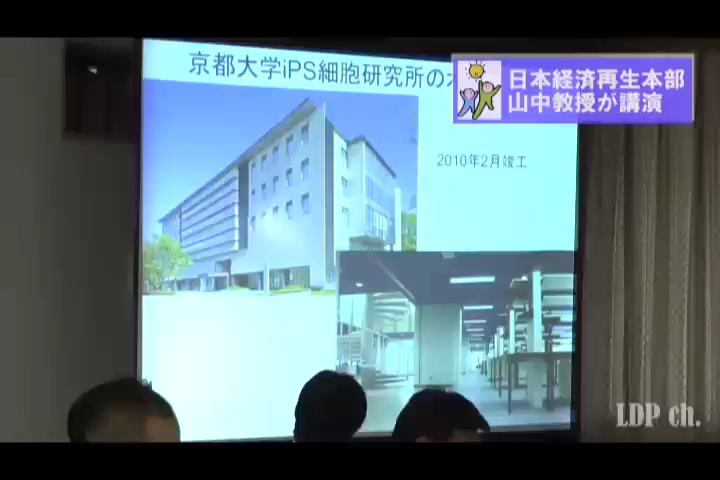 京都大学iPS細胞研究所の
日本経済再生本部
山中教授が講演
2010年2月竣工
LDP ch.